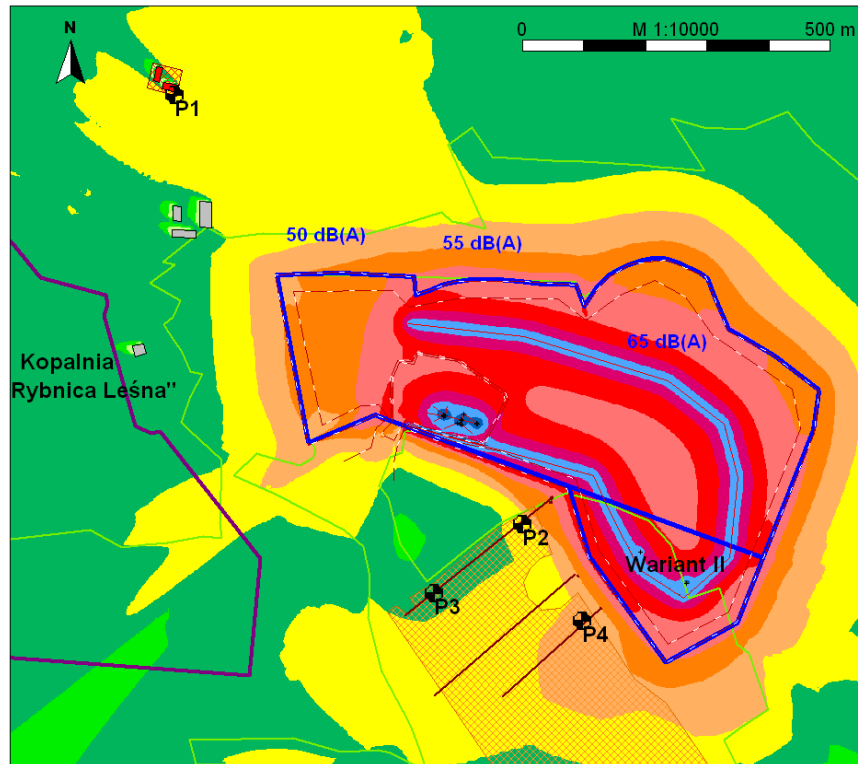 N
0 M 1:10000 500 m
P1
50 dB(A)
55 dB(A)
65 dB(A)
Kopalnia
Rybnica Leśna"
P2
Wariant II
P3
P4